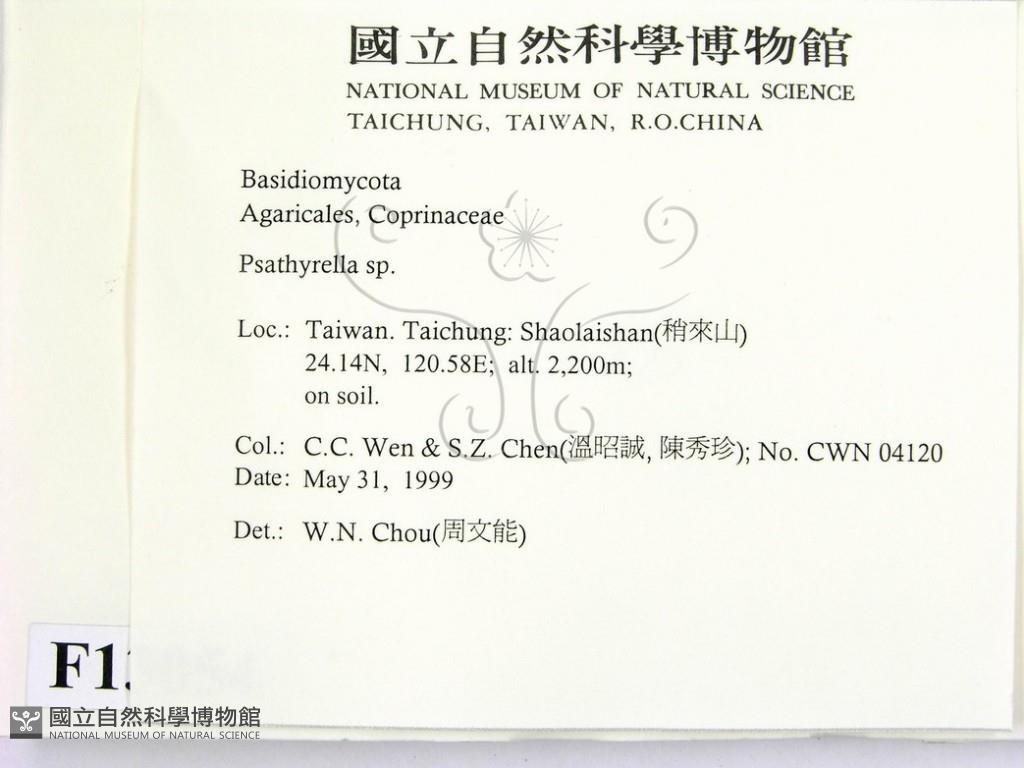 國立自然科學博物館
NATIONAL MUSEUM OF NATURAL SCIENCE
TAICHUNG, TAIWAN, R.O.CHINA
Basidiomycota
Agaricales, Coprinaceae
Psathyrella sp.
Loc.: Taiwan. Taichung: Shaolaishan(稍來山)
24.14N, 120.58E; alt. 2,200m;
on soil.
Col.: C.C. Wen & S.Z. Chen(溫昭誠, 陳秀珍); No. CWN 04120
Date: May 31, 1999
Det.: W.N. Chou(周文能)
國立自然科學博物館
NATIONAL MUSEUM OF NATURAL SCIENCE